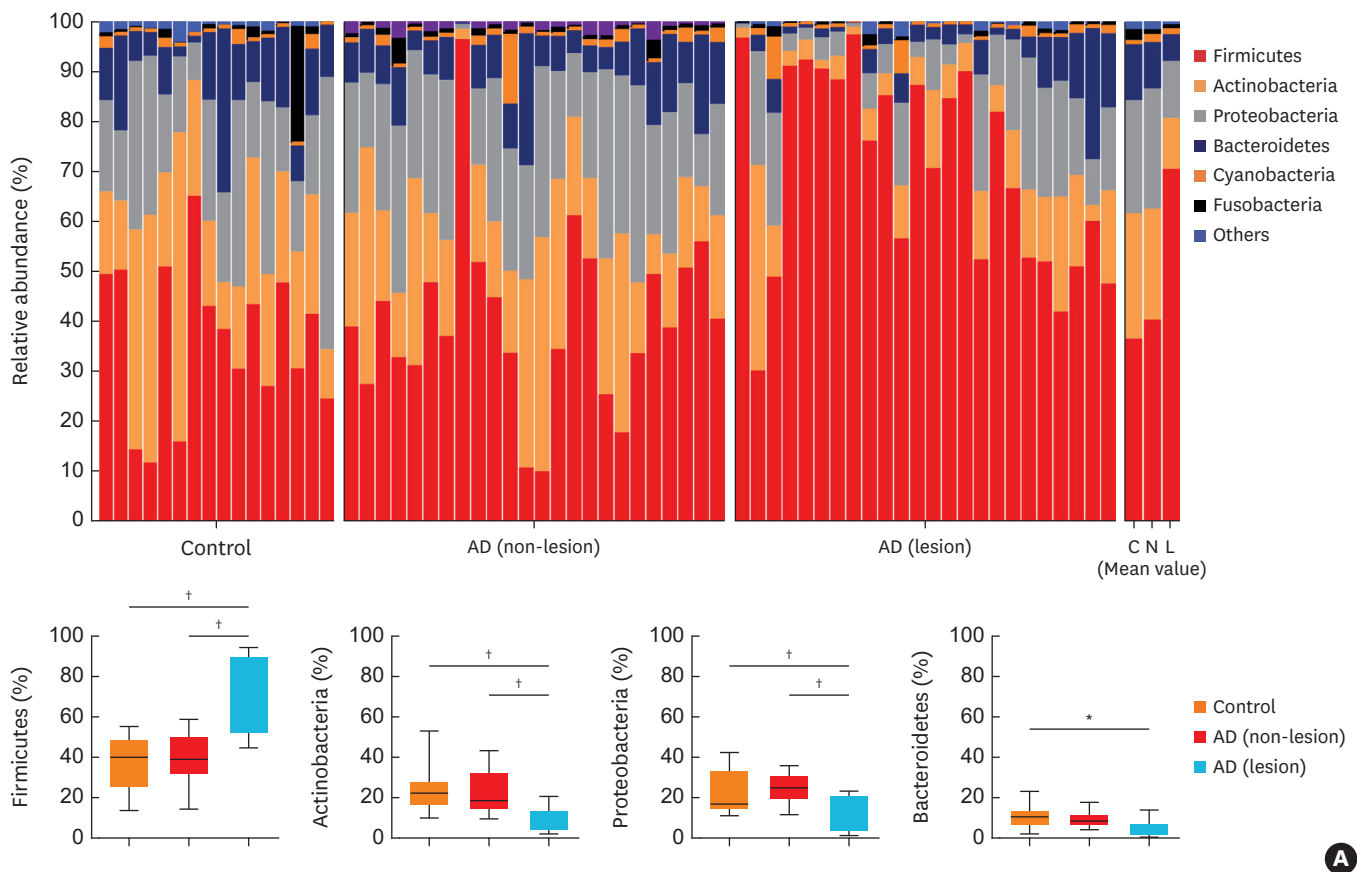 Relative abundance (%)
100
90
80
70
60
50
40
30
20
10
0
Control
AD (non-lesion)
AD (lesion)
C N L
(Mean value)
Firmicutes
Actinobacteria
Proteobacteria
Bacteroidetes
Cyanobacteria
Fusobacteria
Others
Firmicutes (%)
100
80
60
40
20
0
†
†
Actinobacteria (%)
100
80
60
40
20
0
†
†
Proteobacteria (%)
100
80
60
40
20
0
†
†
Bacteroidetes (%)
100
80
60
40
20
0
*
Control
AD (non-lesion)
AD (lesion)
A